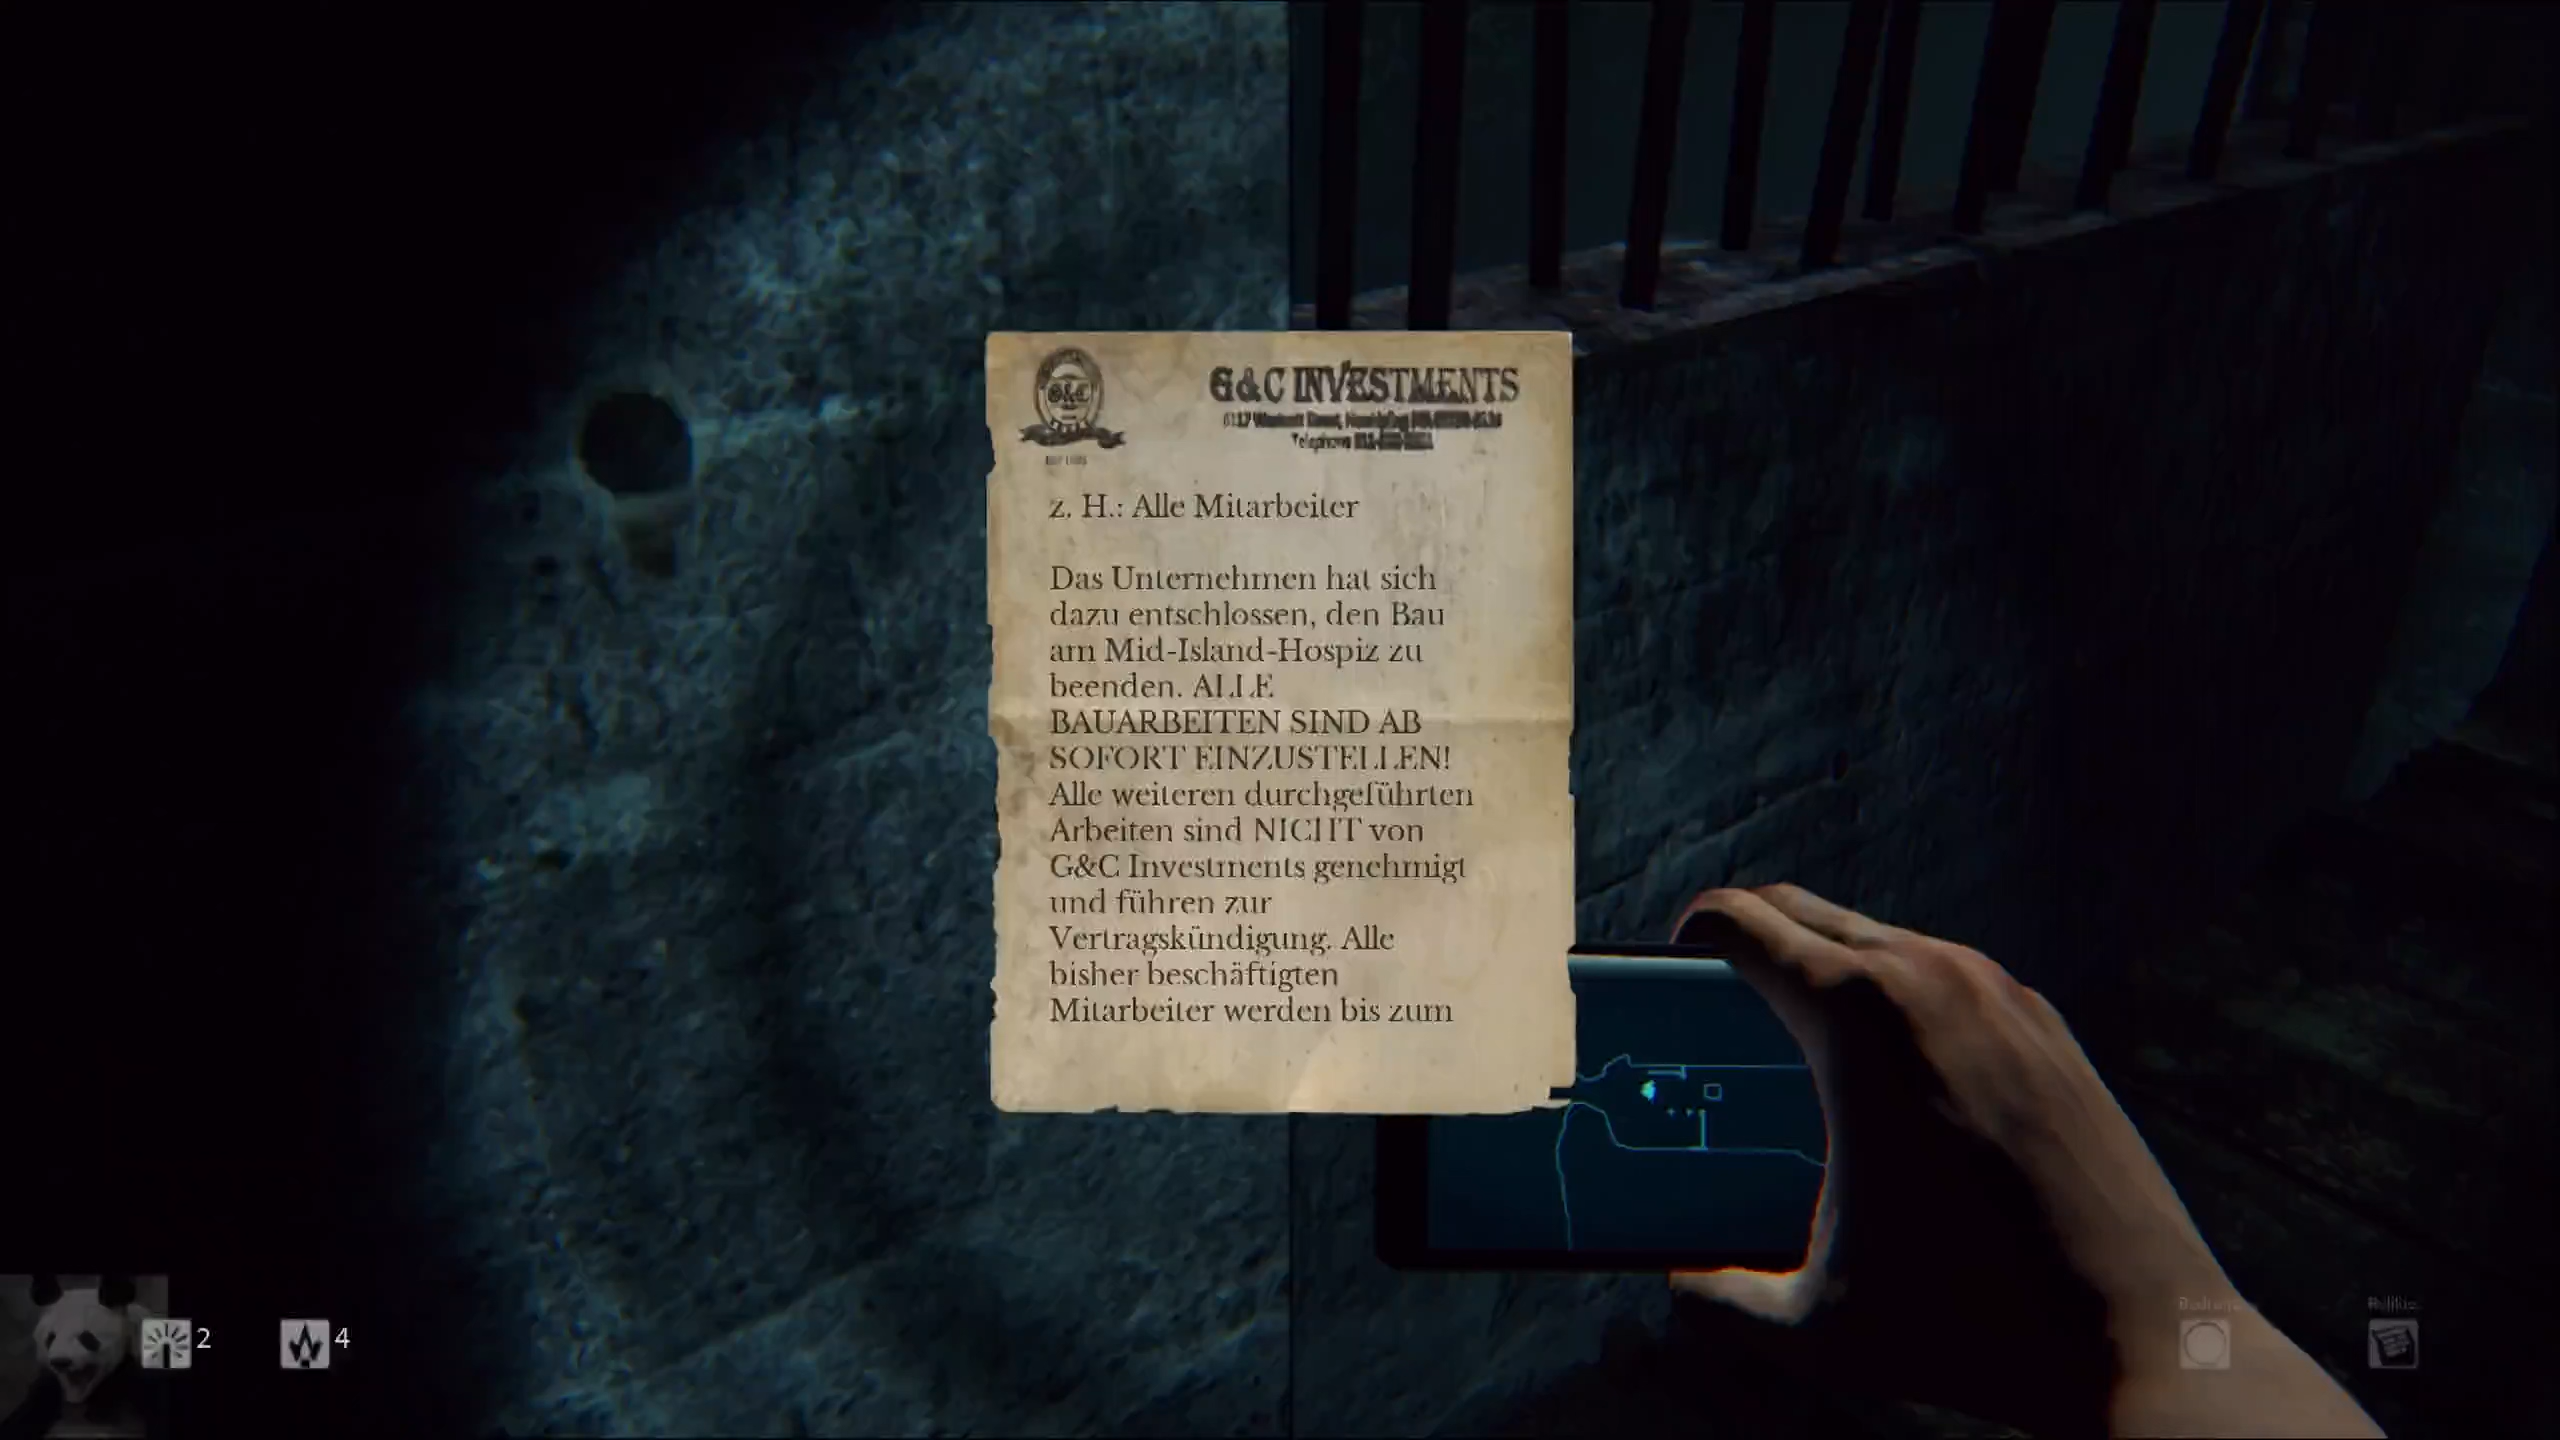 G&C INVESTMENTS
z. H.: Alle Mitarbeiter
Das Unternehmen hat sich
dazu entschlossen, den Bau
am Mid-Island-Hospiz zu
beenden. ALLE
BAUARBEITEN SIND AB
SOFORT EINZUSTELLEN!
Alle weiteren durchgeführten
Arbeiten sind NICHT von
G&C Investments genehmigt
und führen zur
Vertragskündigung. Alle
bisher beschäftigten
Mitarbeiter werden bis zum
2
4